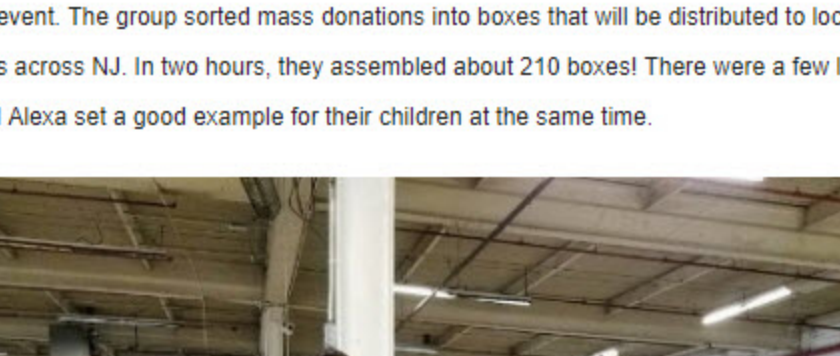 event. The group sorted mass donations into boxes that will be distributed to
across NJ. In two hours, they assembled about 210 boxes! There were a few
Alexa set a good example for their children at the same time.